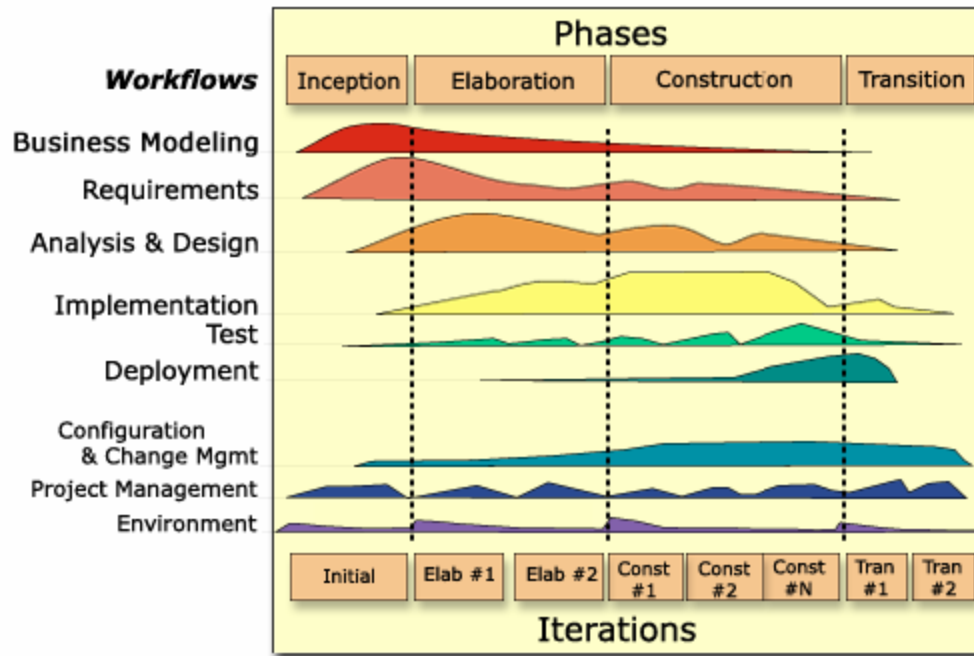 Phases
Workflows
Inception
Elaboration
Construction
Transition
Business Modeling
Requirements
Analysis & Design
Implementation
Test
Deployment
Configuration
& Change Mgmt
Project Management
Environment
Initial
Elab #1
Elab #2
Const
#1
Const
#2
Const
#N
Tran
#1
Tran
#2
Iterations